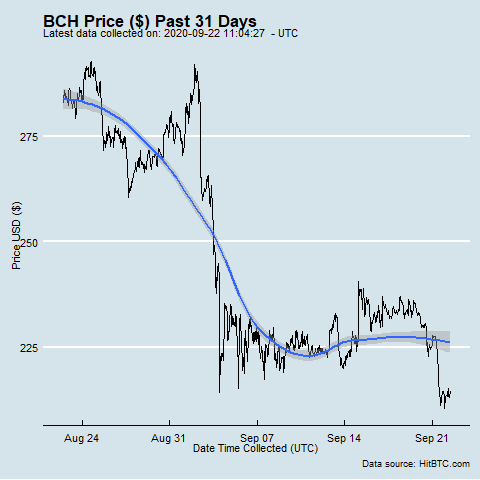 BCH Price ($) Past 31 Days
Latest data collected on: 2020-09-22 11:04:27  - UTC
275
250
225
Price USD ($)
Aug 24 Aug 31 Sep 07 Sep 14 Sep 21
Date Time Collected (UTC)
Data source: HitBTC.com